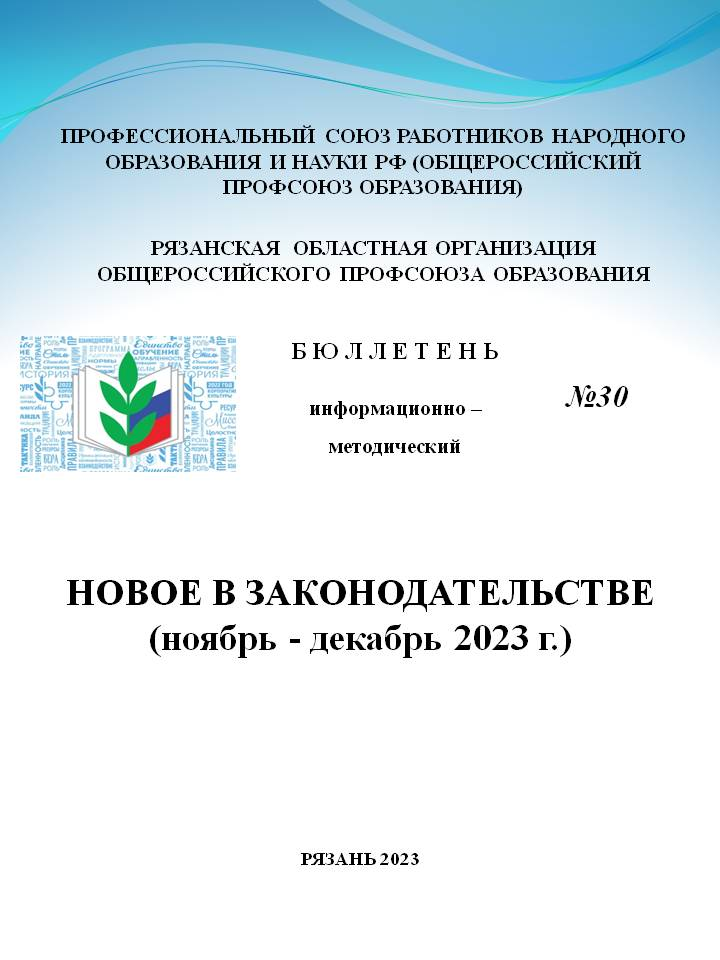 ПРОФЕССИОНАЛЬНЫЙ СОЮЗ РАБОТНИКОВ НАРОДНОГО
ОБРАЗОВАНИЯ И НАУКИ РФ (ОБЩЕРОССИЙСКИЙ
ПРОФСОЮЗ ОБРАЗОВАНИЯ)
РЯЗАНСКАЯ ОБЛАСТНАЯ ОРГАНИЗАЦИЯ
ОБЩЕРОССИЙСКОГО ПРОФСОЮЗА ОБРАЗОВАНИЯ
Б Ю Л Л Е Т Е Н Ь
№30
информационно –
методический
НОВОЕ В ЗАКОНОДАТЕЛЬСТВЕ
(ноябрь - декабрь 2023 г.)
РЯЗАНЬ 2023